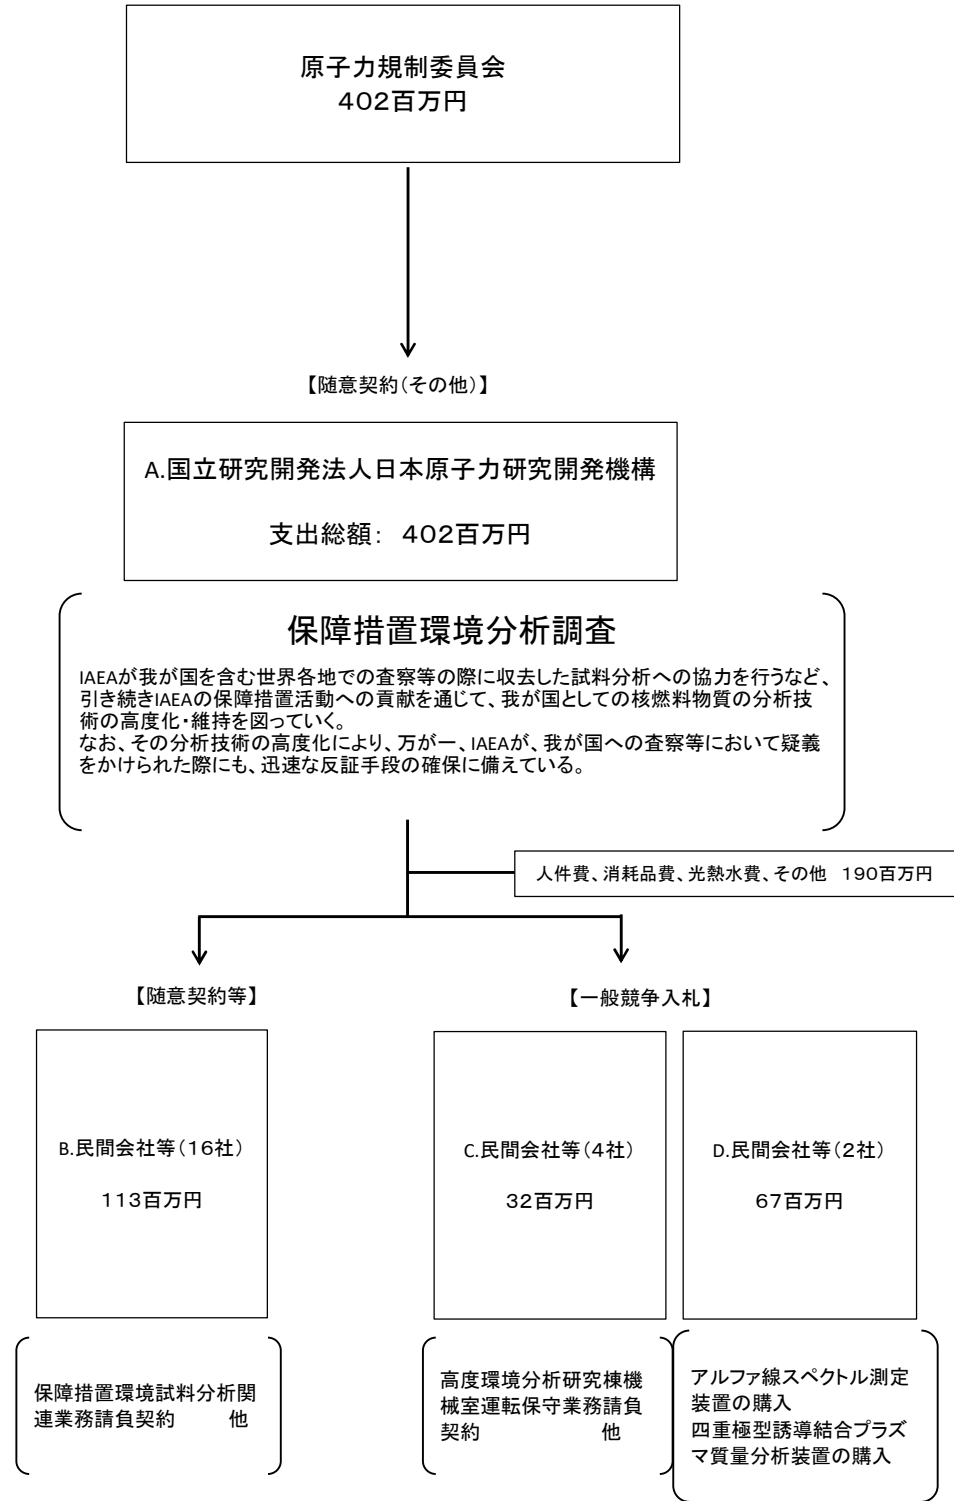 原子力規制委員会
402百万円
【随意契約(その他)】
A.国立研究開発法人日本原子力研究開発機構
支出総額: 402百万円
保障措置環境分析調査
IAEAが我が国を含む世界各地での査察等の際に収去した試料分析への協力を行うなど、
引き続きIAEAの保障措置活動への貢献を通じて、我が国としての核燃料物質の分析技
術の高度化・維持を図っていく。
なお、その分析技術の高度化により、万が一、IAEAが、我が国への査察等において疑義
をかけられた際にも、迅速な反証手段の確保に備えている。
人件費、消耗品費、光熱水費、その他 190百万円
【随意契約等】
【一般競争入札】
B.民間会社等(16社)
113百万円
C.民間会社等(4社)
32百万円
D.民間会社等(2社)
67百万円
保障措置環境試料分析関
連業務請負契約 他
高度環境分析研究棟機
械室運転保守業務請負
契約 他
アルファ線スペクトル測定
装置の購入
四重極型誘導結合プラズ
マ質量分析装置の購入